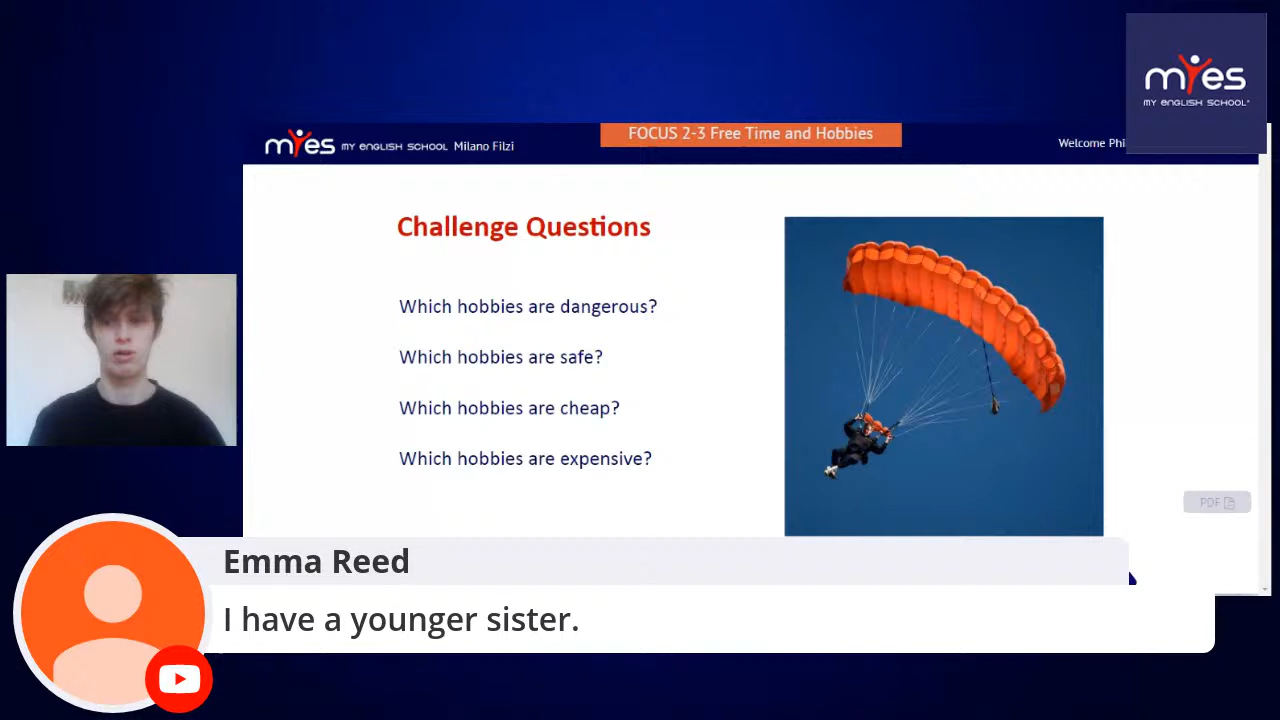 myes
MY ENGLISH SCHOOL®
myes MY ENGLISH SCHOOL Milano Filzi
FOCUS 2-3 Free Time and Hobbies
Welcome Phi
Challenge Questions
Which hobbies are dangerous?
Which hobbies are safe?
Which hobbies are cheap?
Which hobbies are expensive?
PDF
Emma Reed
I have a younger sister.